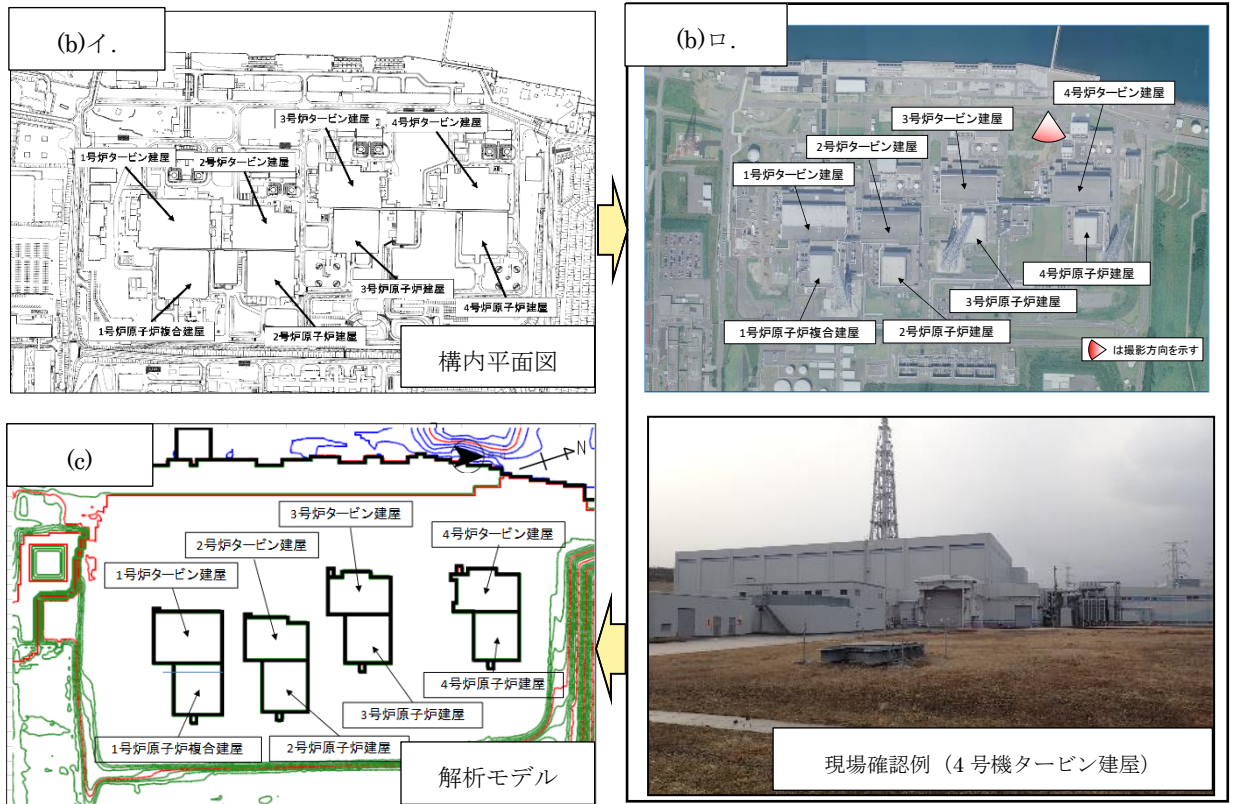 (b)イ.
3号炉タービン建屋
4号炉タービン建屋
1号炉タービン建屋
2号炉タービン建屋
3号炉原子炉建屋
4号炉原子炉建屋
1号炉原子炉複合建屋
2号炉原子炉建屋
構内平面図
(b)ロ.
4号炉タービン建屋
3号炉タービン建屋
2号炉タービン建屋
1号炉タービン建屋
4号炉原子炉建屋
3号炉原子炉建屋
1号炉原子炉複合建屋
2号炉原子炉建屋
は撮影方向を示す
(c)
N
3号炉タービン建屋
4号炉タービン建屋
2号炉タービン建屋
1号炉タービン建屋
4号炉原子炉建屋
3号炉原子炉建屋
1号炉原子炉複合建屋
2号炉原子炉建屋
解析モデル
現場確認例（4 号機タービン建屋）